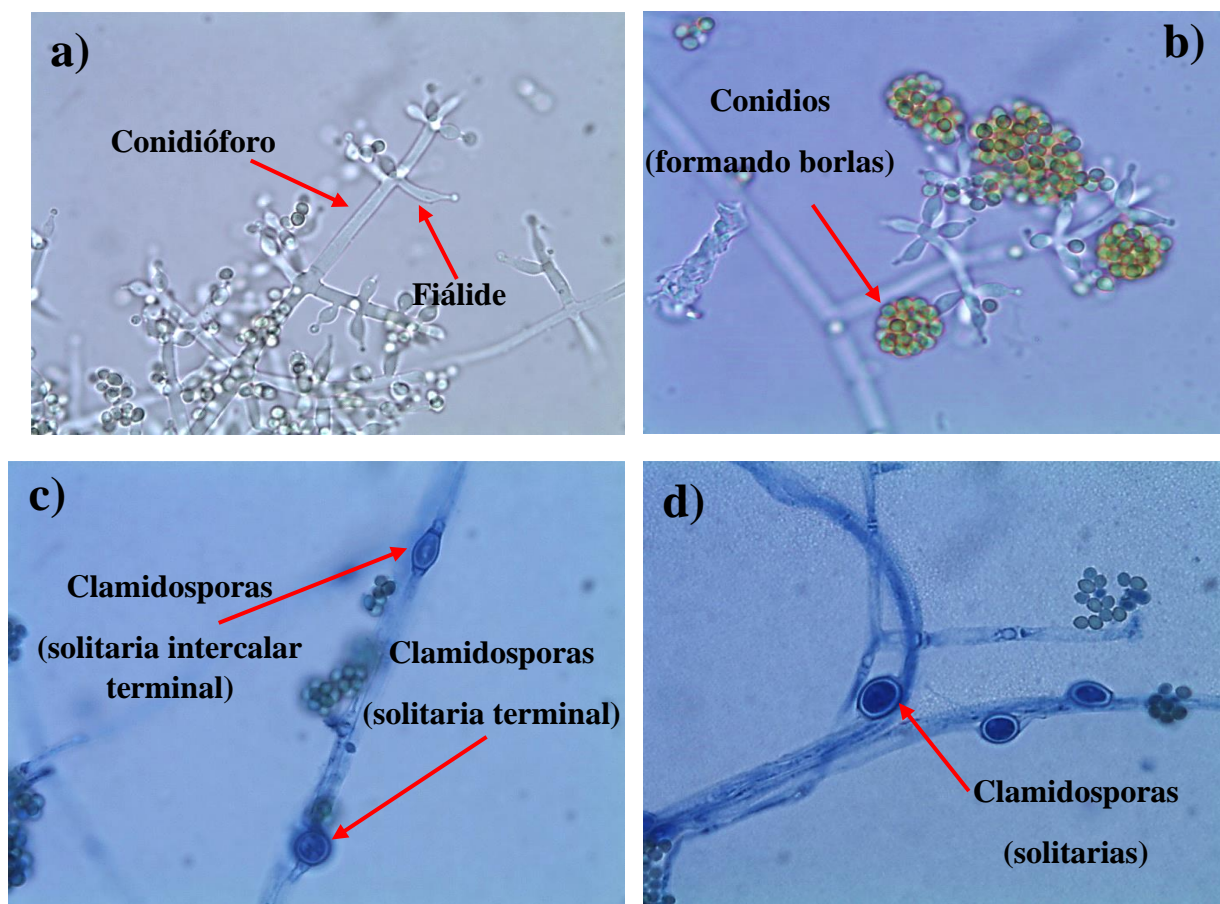 a)
Conidióforo
Fiálide
b)
Conidios
(formando borlas)
c)
Clamidosporas
(solitaria intercalar
terminal)
Clamidosporas
(solitaria terminal)
d)
Clamidosporas
(solitarias)